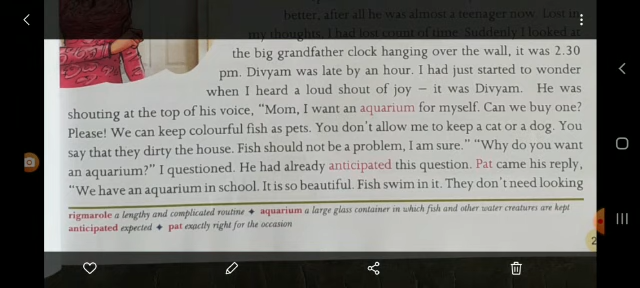 better, after all he was almost a teenager now. Lost in
my thoughts, I had lost count of time. Suddenly I looked at
the big grandfather clock hanging over the wall, it was 2.30
pm. Divyam was late by an hour. I had just started to wonder
when I heard a loud shout of joy – it was Divyam. He was
shouting at the top of his voice, “Mom, I want an aquarium for myself. Can we buy one?
Please! We can keep colourful fish as pets. You don’t allow me to keep a cat or a dog. You
say that they dirty the house. Fish should not be a problem, I am sure.” “Why do you want
an aquarium?” I questioned. He had already anticipated this question. Pat came his reply,
“We have an aquarium in school. It is so beautiful. Fish swim in it. They don’t need looking
rigmarole a lengthy and complicated routine ✦ aquarium a large glass container in which fish and other water creatures are kept
anticipated expected ✦ pat exactly right for the occasion
2